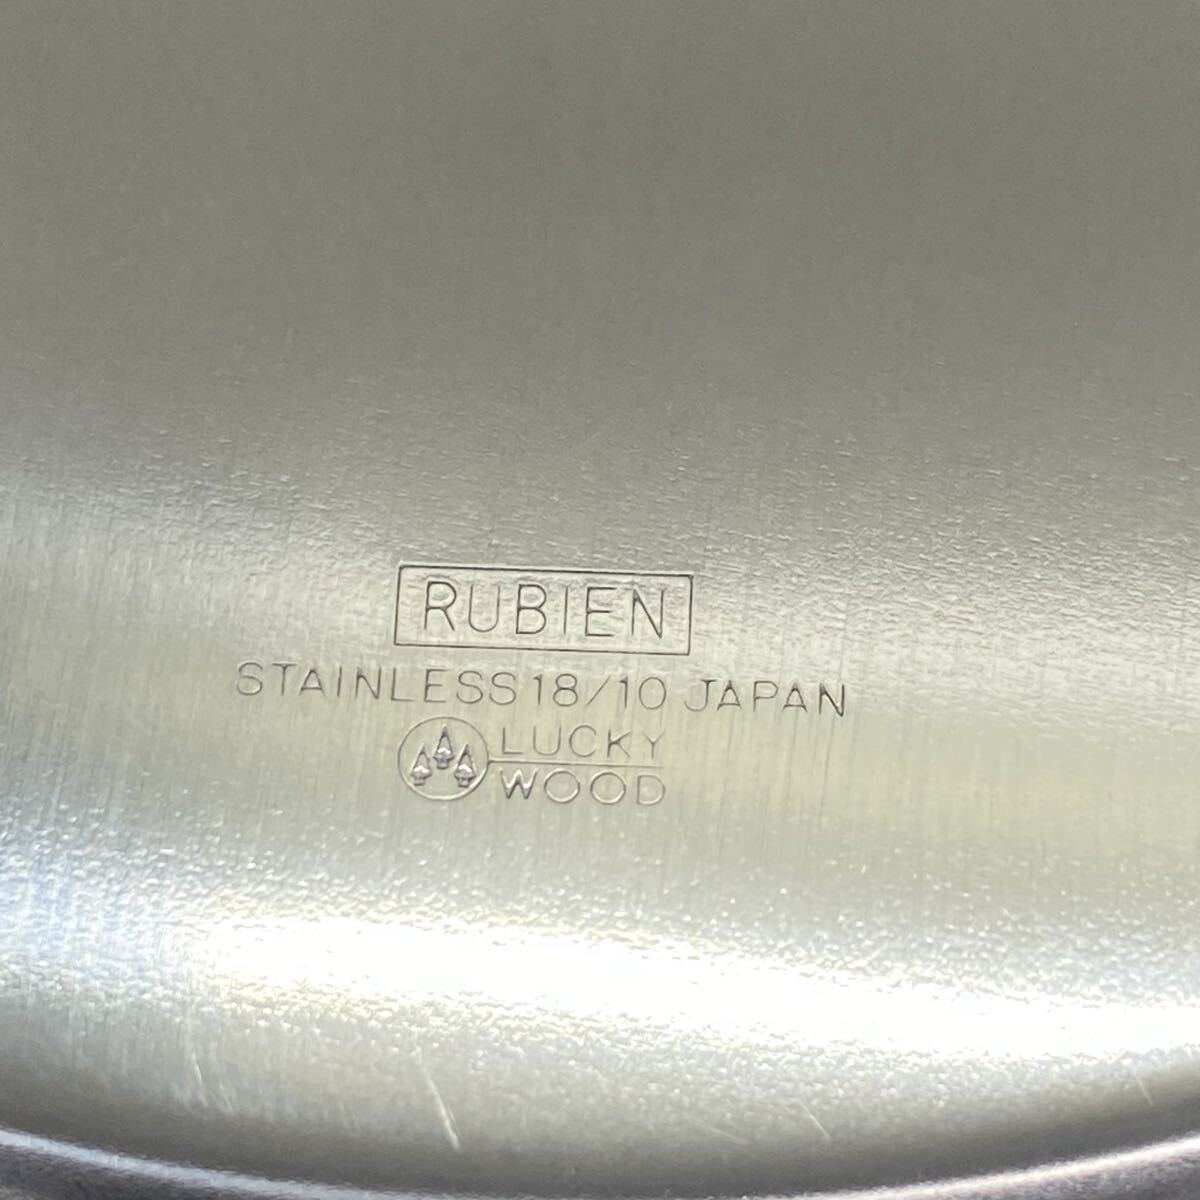 RUBIEN
STAINLESS 18/10 JAPAN
LUCKY
WOOD